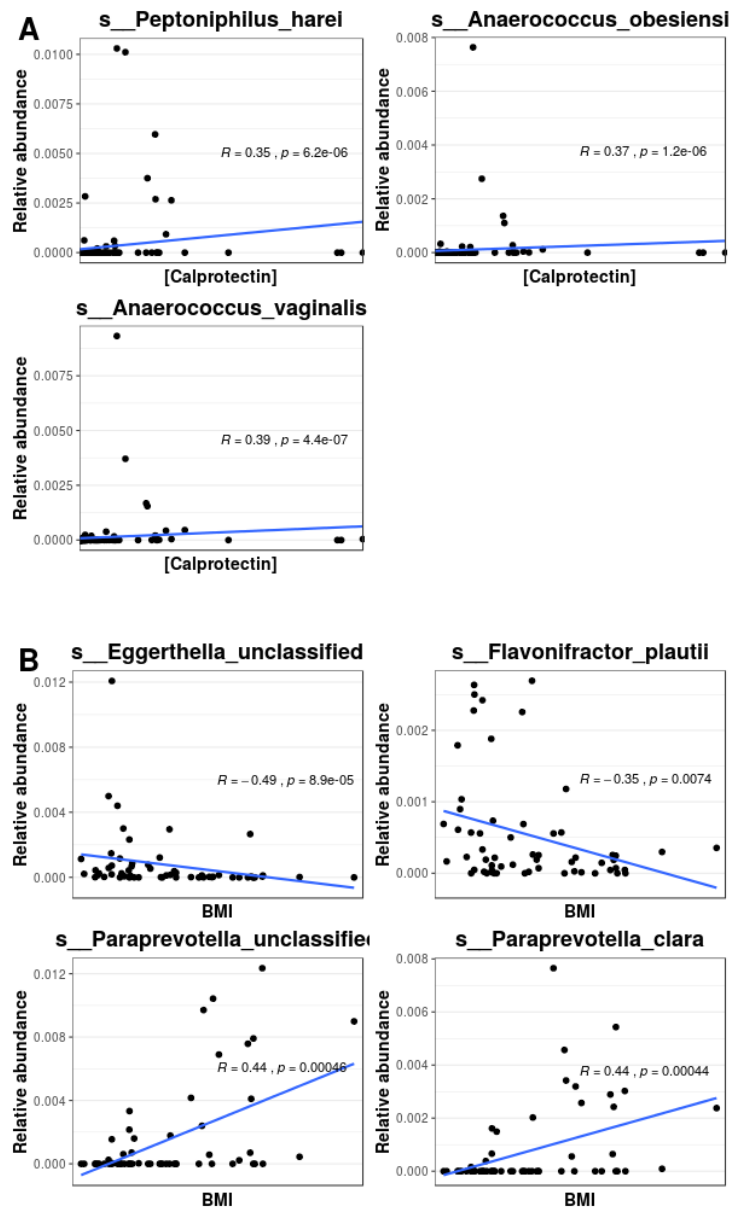 A
s__Peptoniphilus_harei
s__Anaerococcus_obesiensi
Relative abundance
0.0100
0.0075
0.0050
0.0025
0.0000
R = 0.35 , p = 6.2e-06
[Calprotectin]
Relative abundance
0.008
0.006
0.004
0.002
0.000
R = 0.37 , p = 1.2e-06
[Calprotectin]
s__Anaerococcus_vaginalis
Relative abundance
0.0075
0.0050
0.0025
0.0000
R = 0.39 , p = 4.4e-07
[Calprotectin]
B
s__Eggerthella_unclassified
s__Flavonifractor_plautii
Relative abundance
0.012
0.008
0.004
0.000
R = −0.49 , p = 8.9e-05
BMI
Relative abundance
0.002
0.001
0.000
R = −0.35 , p = 0.0074
BMI
s__Paraprevotella_unclassified
s__Paraprevotella_clara
Relative abundance
0.012
0.008
0.004
0.000
R = 0.44 , p = 0.00046
BMI
Relative abundance
0.008
0.006
0.004
0.002
0.000
R = 0.44 , p = 0.00044
BMI